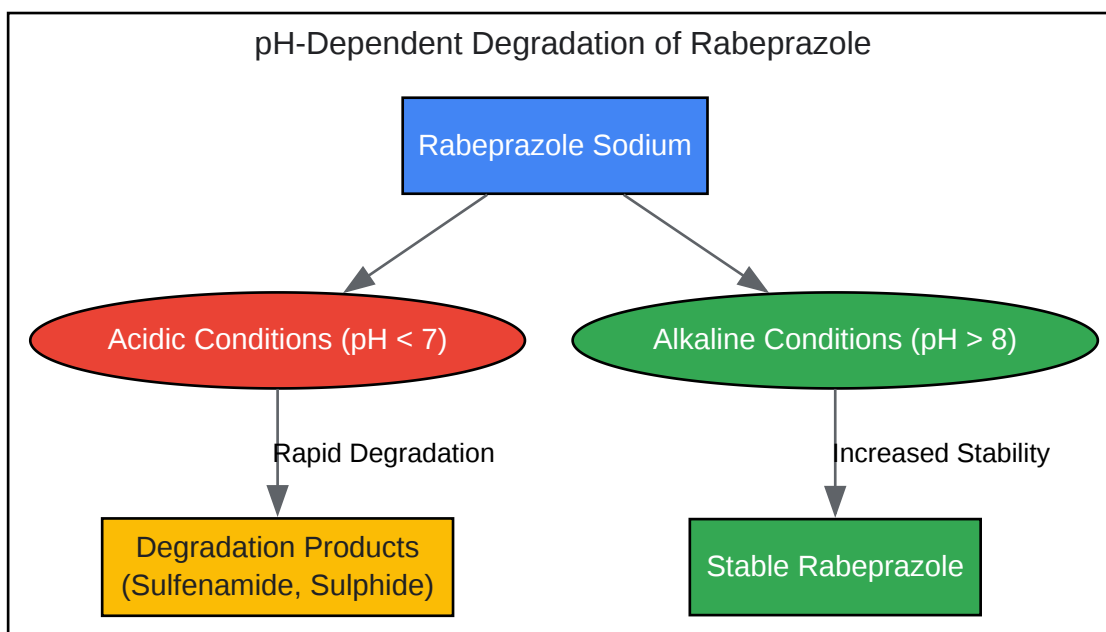 pH-Dependent Degradation of Rabeprazole
Rabeprazole Sodium
Acidic Conditions (pH < 7)
Alkaline Conditions (pH > 8)
Rapid Degradation
Increased Stability
Degradation Products
(Sulfenamide, Sulphide)
Stable Rabeprazole